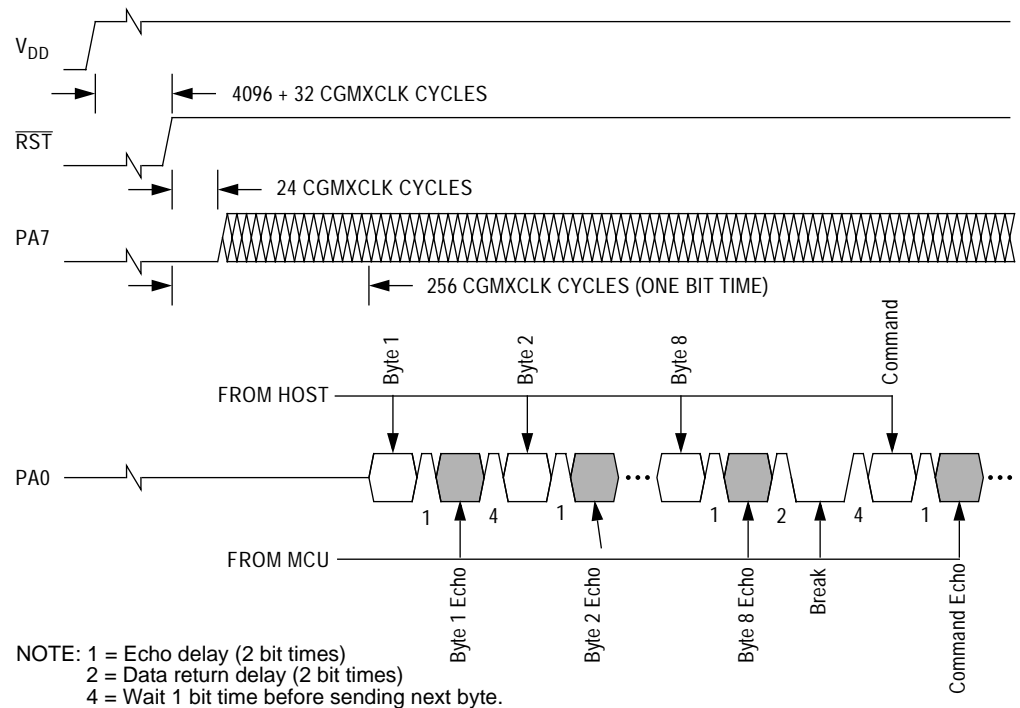 VDD
4096 + 32 CGMXCLK CYCLES
RST
24 CGMXCLK CYCLES
PA7
256 CGMXCLK CYCLES (ONE BIT TIME)
Byte 1
Byte 2
Byte 8
Command
FROM HOST
PA0
...
...
1
4
1
1
2
4
1
FROM MCU
Byte 1 Echo
Byte 2 Echo
Byte 8 Echo
Break
Command Echo
NOTE: 1 = Echo delay (2 bit times)
2 = Data return delay (2 bit times)
4 = Wait 1 bit time before sending next byte.